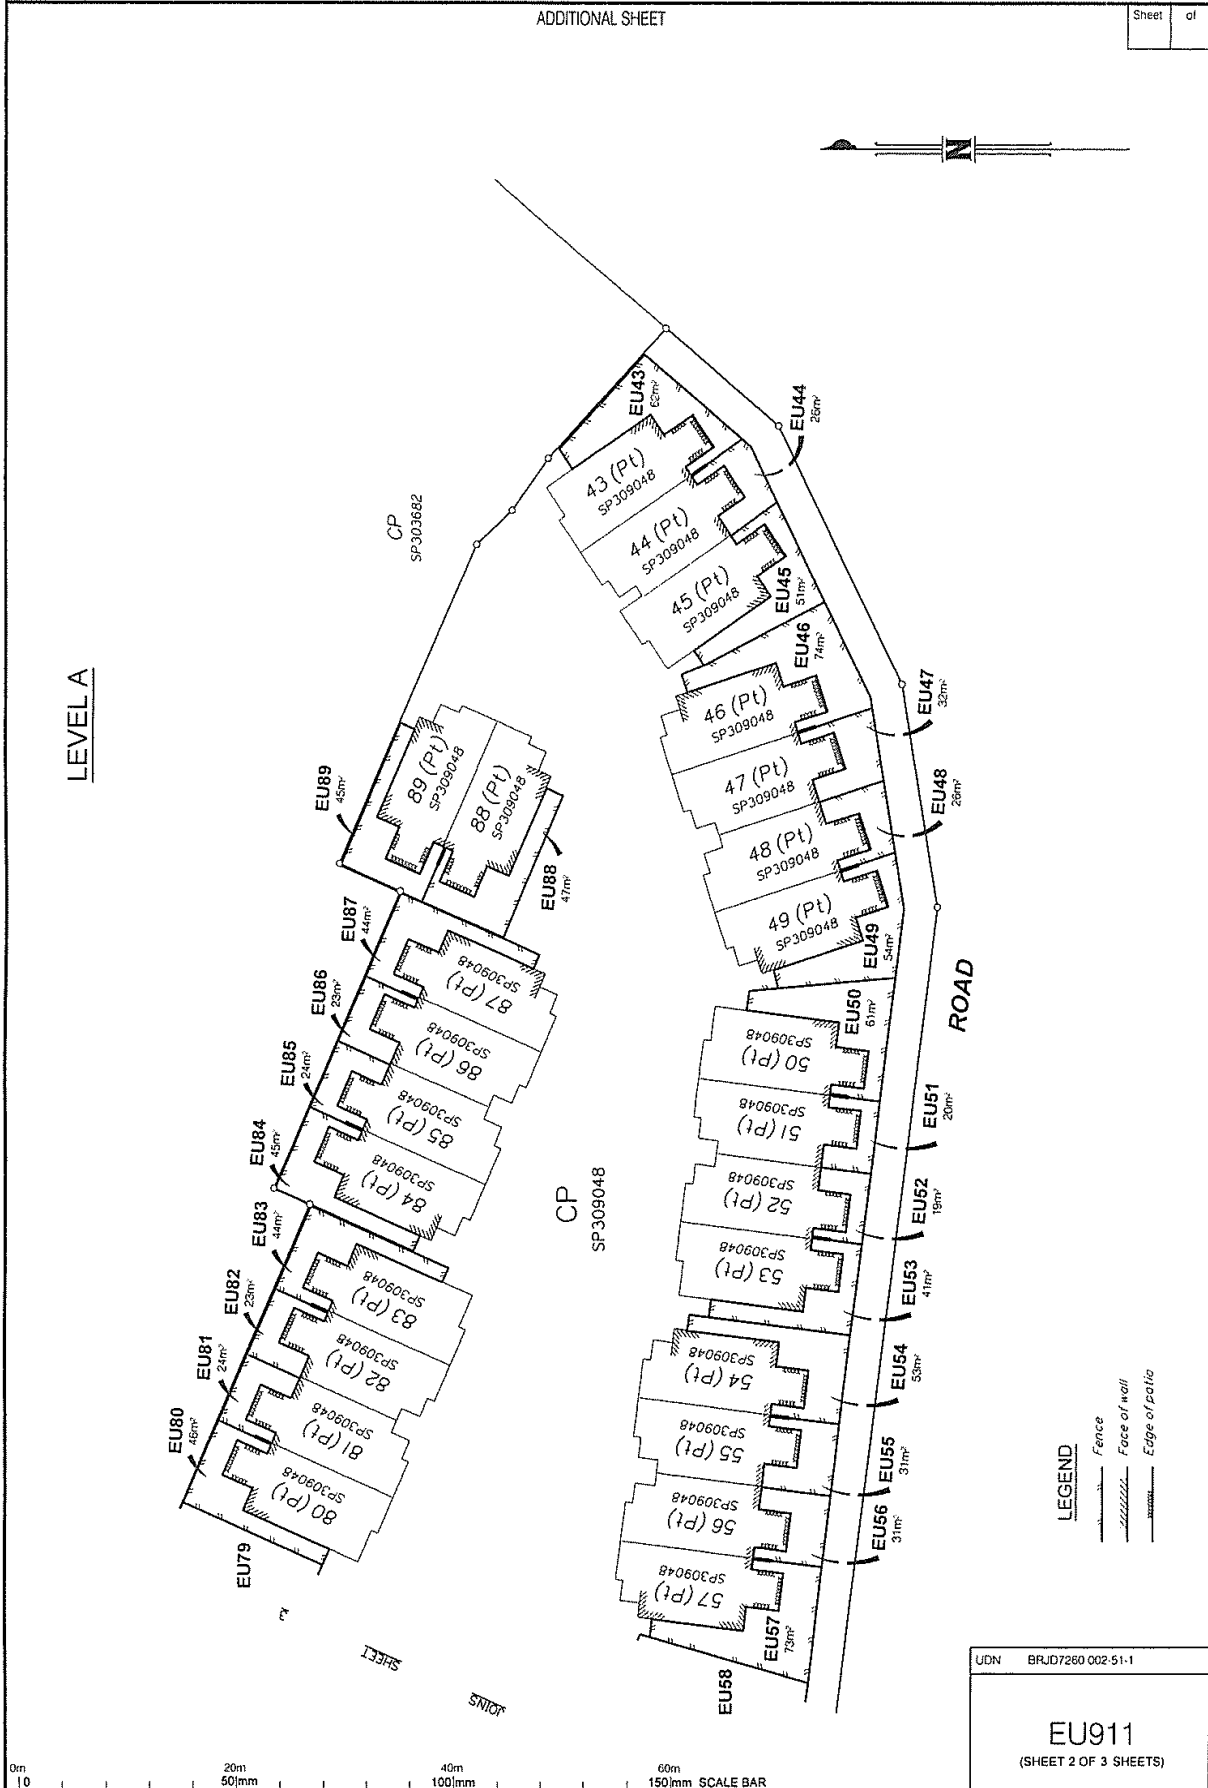 ADDITIONAL SHEET
Sheet of
N
LEVEL A
CP
SP303682
EU43
62m²
43 (Pt)
SP309048
EU44
26m²
44 (Pt)
SP309048
45 (Pt)
SP309048
EU45
51m²
EU46
74m²
46 (Pt)
SP309048
EU47
32m²
47 (Pt)
SP309048
EU48
26m²
48 (Pt)
SP309048
49 (Pt)
SP309048
EU49
54m²
EU89
45m²
89 (Pt)
SP309048
88 (Pt)
SP309048
EU88
47m²
EU87
44m²
87 (Pt)
SP309048
EU86
23m²
86 (Pt)
SP309048
EU85
24m²
85 (Pt)
SP309048
EU84
45m²
84 (Pt)
SP309048
EU83
44m²
83 (Pt)
SP309048
EU82
23m²
82 (Pt)
SP309048
EU81
24m²
81 (Pt)
SP309048
EU80
46m²
80 (Pt)
SP309048
EU79
CP
SP309048
ROAD
EU50
61m²
50 (Pt)
SP309048
EU51
20m²
51 (Pt)
SP309048
EU52
19m²
52 (Pt)
SP309048
EU53
41m²
53 (Pt)
SP309048
EU54
53m²
54 (Pt)
SP309048
EU55
31m²
55 (Pt)
SP309048
EU56
31m²
56 (Pt)
SP309048
57 (Pt)
SP309048
EU57
73m²
EU58
SHEET
JOINS
LEGEND
Fence
Face of wall
Edge of patio
UDN BRJD7260 002-51-1
EU911
(SHEET 2 OF 3 SHEETS)
0m 20m 40m 60m
0 50mm 100mm 150mm SCALE BAR